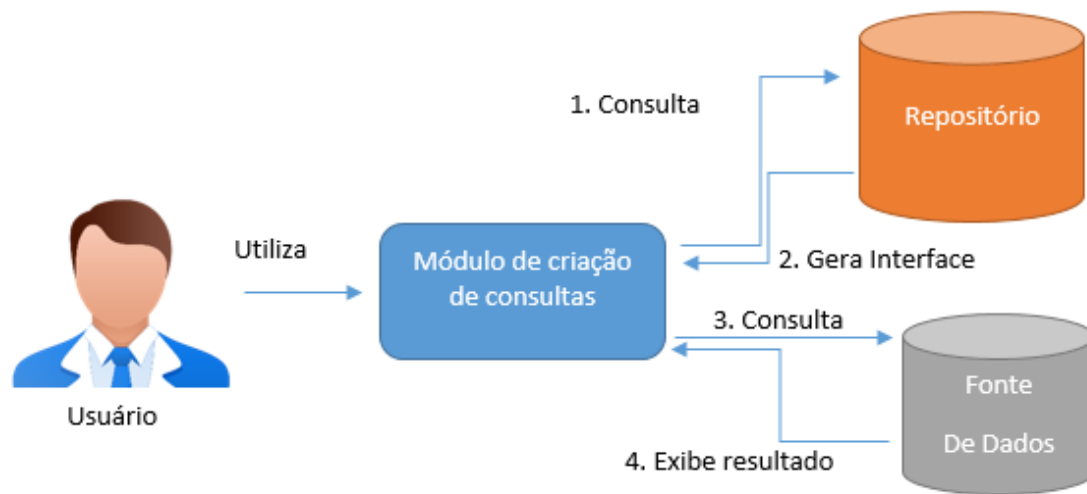 1. Consulta
Repositório
Utiliza
Módulo de criação
de consultas
2. Gera Interface
3. Consulta
Fonte
De Dados
Usuário
4. Exibe resultado